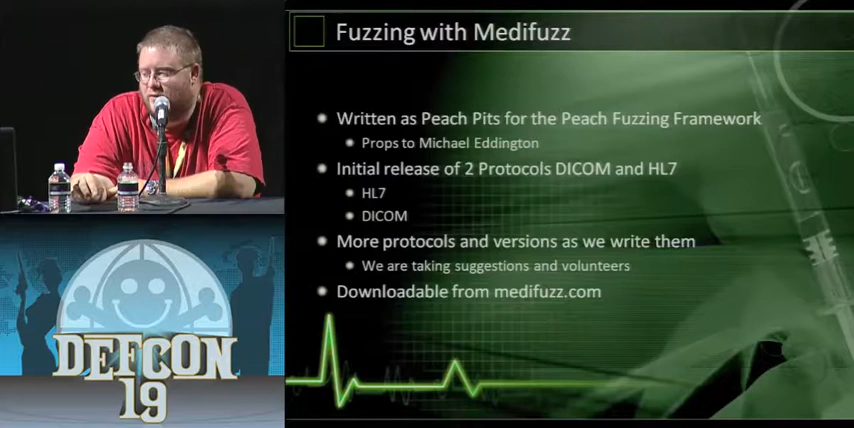 Fuzzing with Medifuzz
Written as Peach Pits for the Peach Fuzzing Framework
Props to Michael Eddington
Initial release of 2 Protocols DICOM and HL7
HL7
DICOM
More protocols and versions as we write them
We are taking suggestions and volunteers
Downloadable from medifuzz.com
DEFCON
19